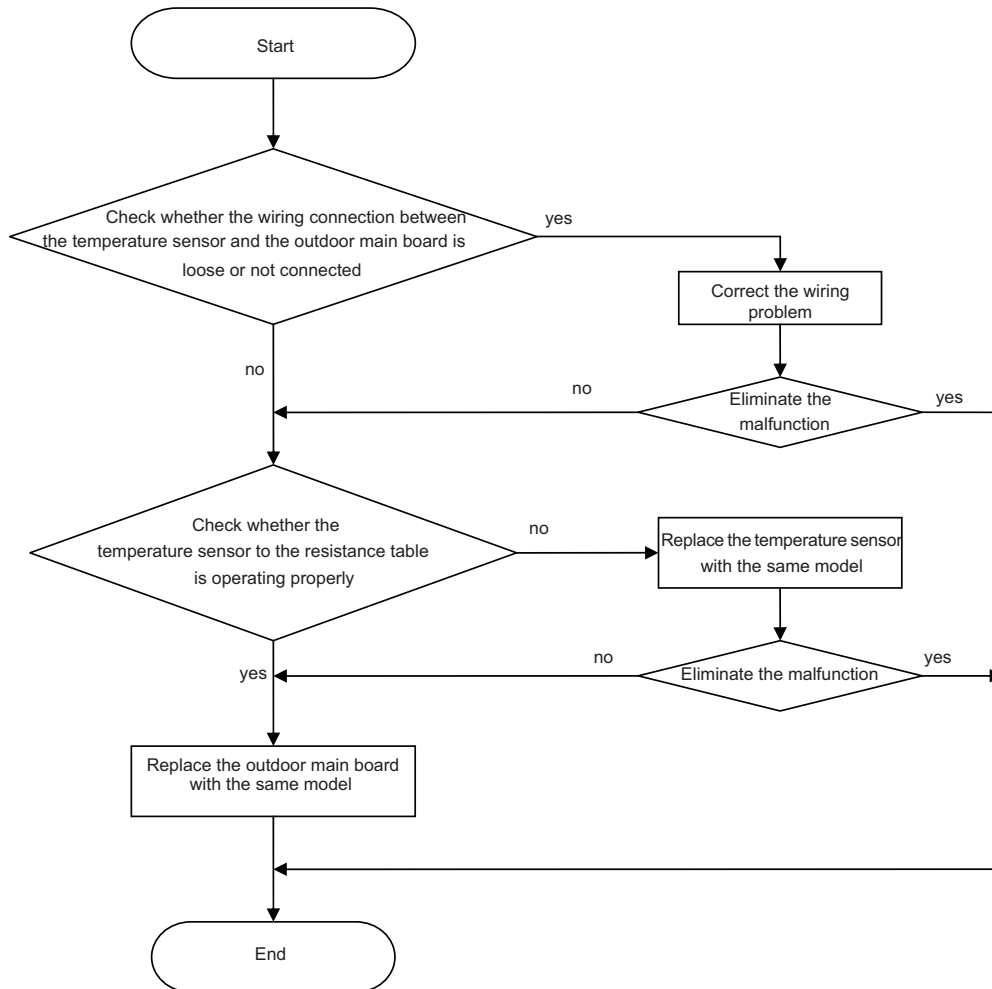 Start
Check whether the wiring connection between
the temperature sensor and the outdoor main board is
loose or not connected
yes
Correct the wiring
problem
no
no
Eliminate the
malfunction
yes
Check whether the
temperature sensor to the resistance table
is operating properly
no
Replace the temperature sensor
with the same model
yes
no
Eliminate the malfunction
yes
Replace the outdoor main board
with the same model
End